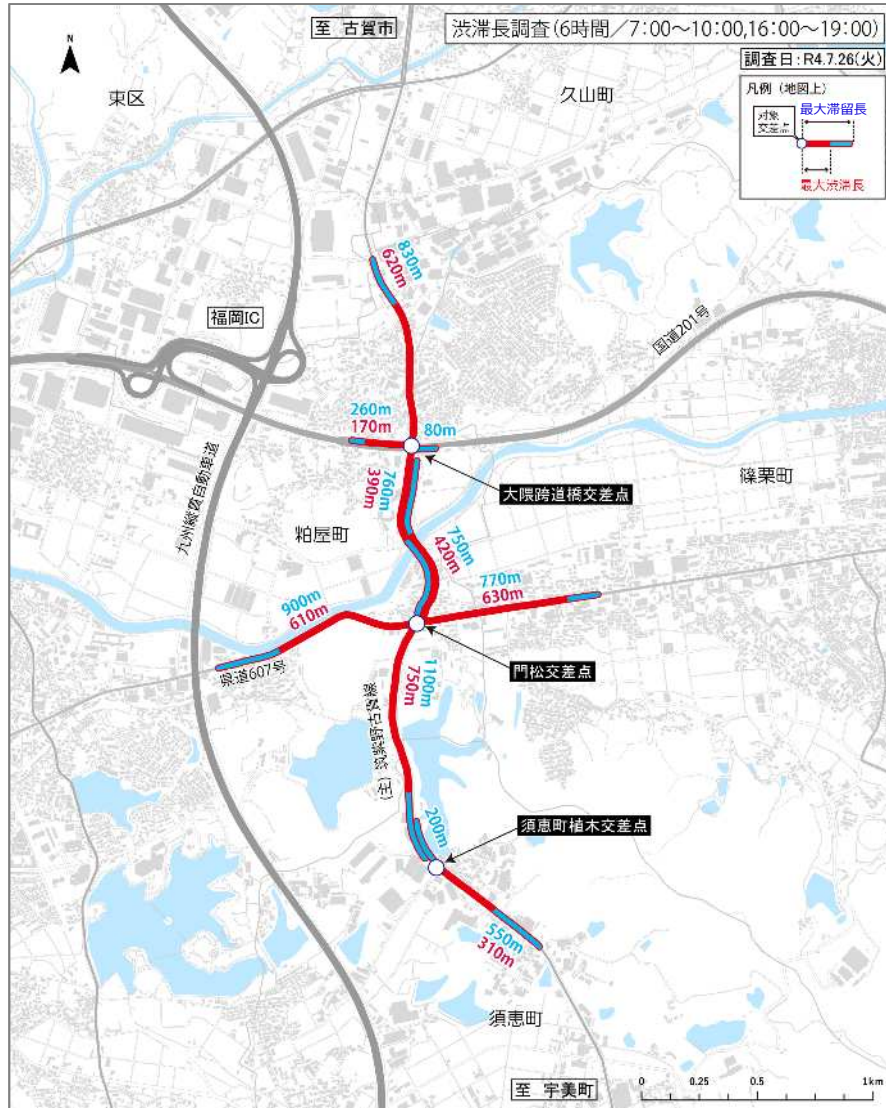 至 古賀市
渋滞長調査(6時間／7:00～10:00,16:00～19:00)
調査日:R4.7.26(火)
N
東区
久山町
凡例（地図上）
最大滞留長
対象
交差点
最大渋滞長
830m
620m
福岡IC
国道201号
260m
170m
80m
大隈跨道橋交差点
篠栗町
九州縦貫自動車道
760m
390m
粕屋町
750m
420m
770m
630m
900m
610m
県道607号
門松交差点
1100m
750m
(主)筑紫野古賀線
200m
須恵町植木交差点
550m
310m
須恵町
至 宇美町
0 0.25 0.5 1km